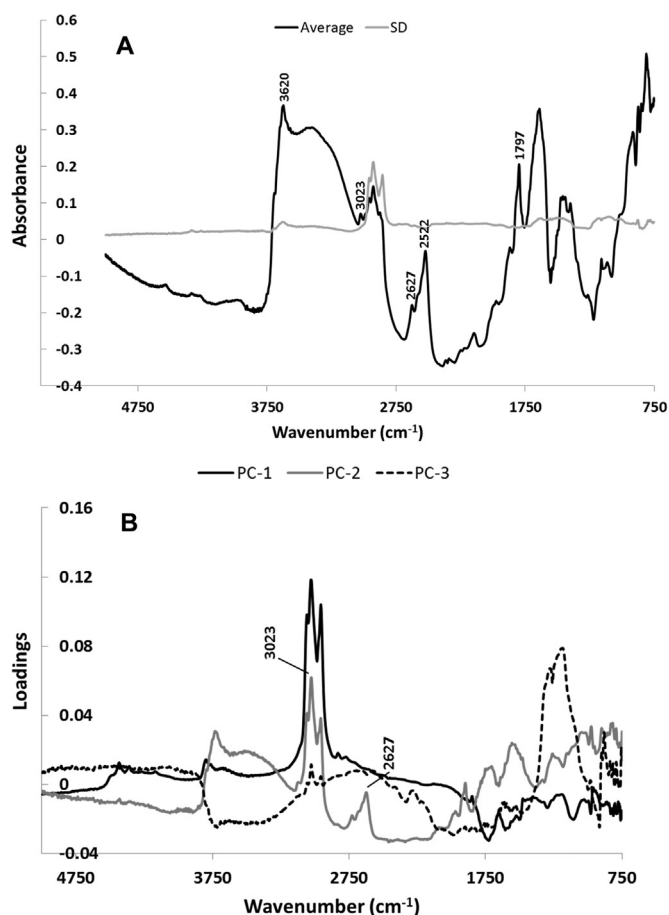 0.6
Average SD
A
0.5
0.4
3620
0.3
0.2
1797
0.1
3023
0
2522
-0.1
2627
-0.2
-0.3
-0.4
Absorbance
4750 3750 2750 1750 750
Wavenumber (cm-1)
PC-1 PC-2 PC-3
0.16
B
0.12
0.08
3023
0.04
2627
0
-0.04
Loadings
4750 3750 2750 1750 750
Wavenumber (cm-1)